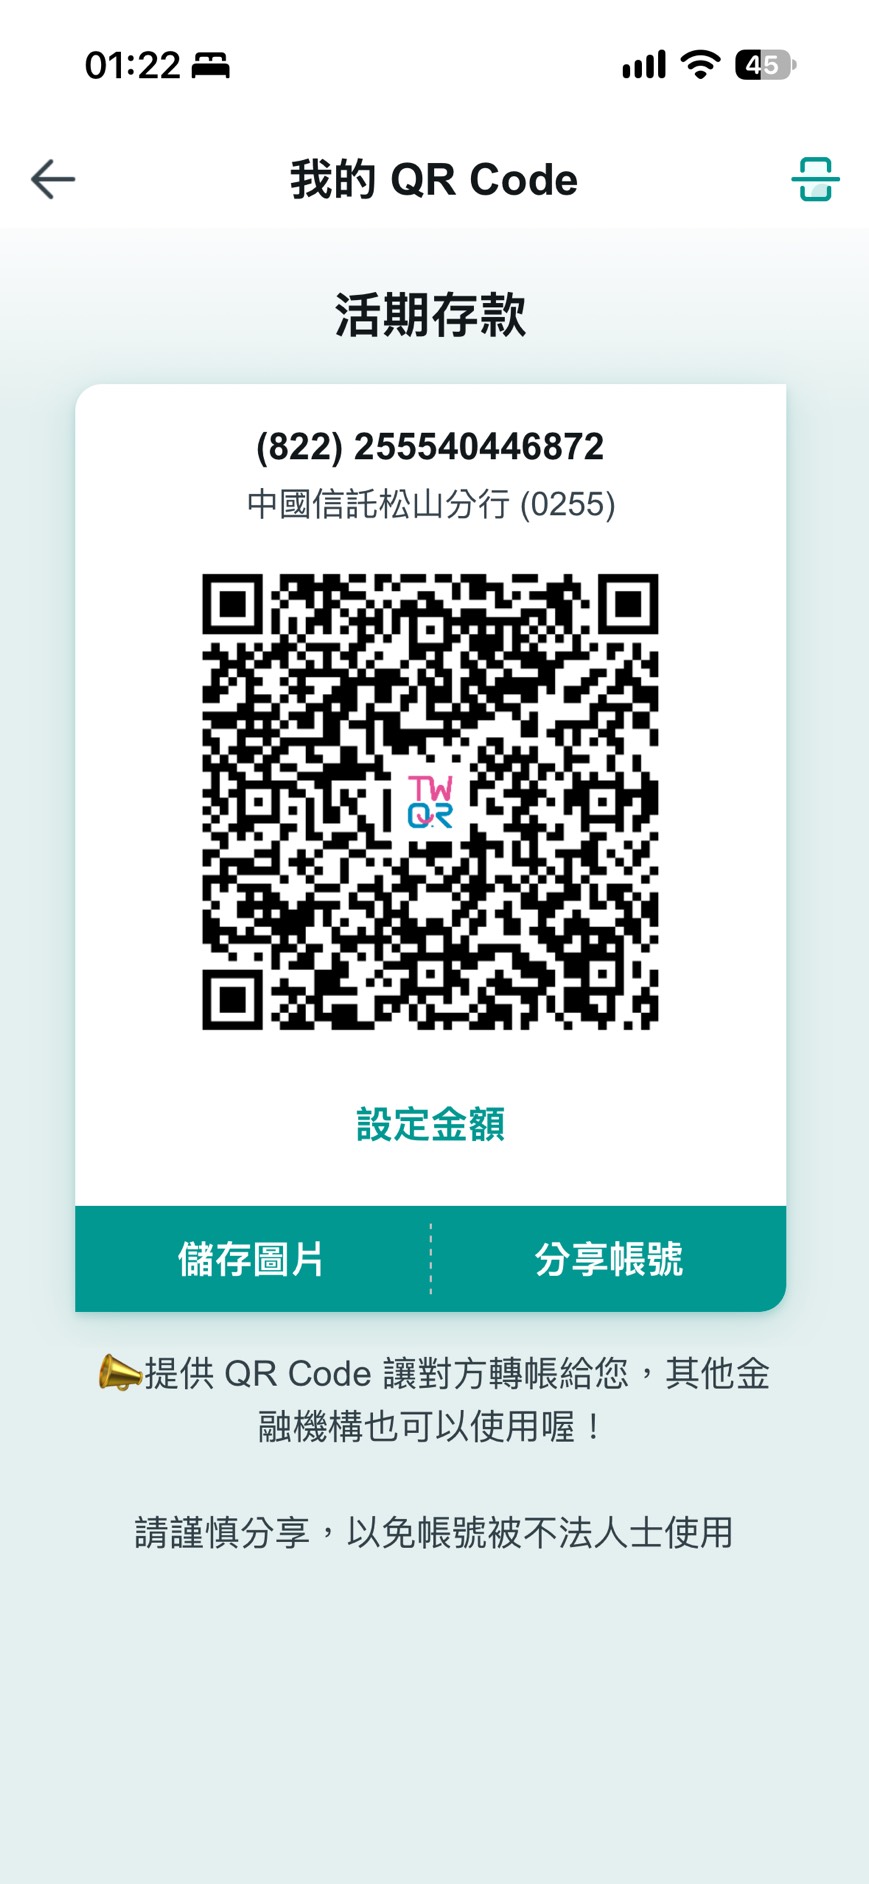 01:22
45
我的 QR Code
活期存款
(822) 255540446872
中國信託松山分行 (0255)
TW
QR
設定金額
儲存圖片
分享帳號
提供 QR Code 讓對方轉帳給您，其他金
融機構也可以使用喔！
請謹慎分享，以免帳號被不法人士使用